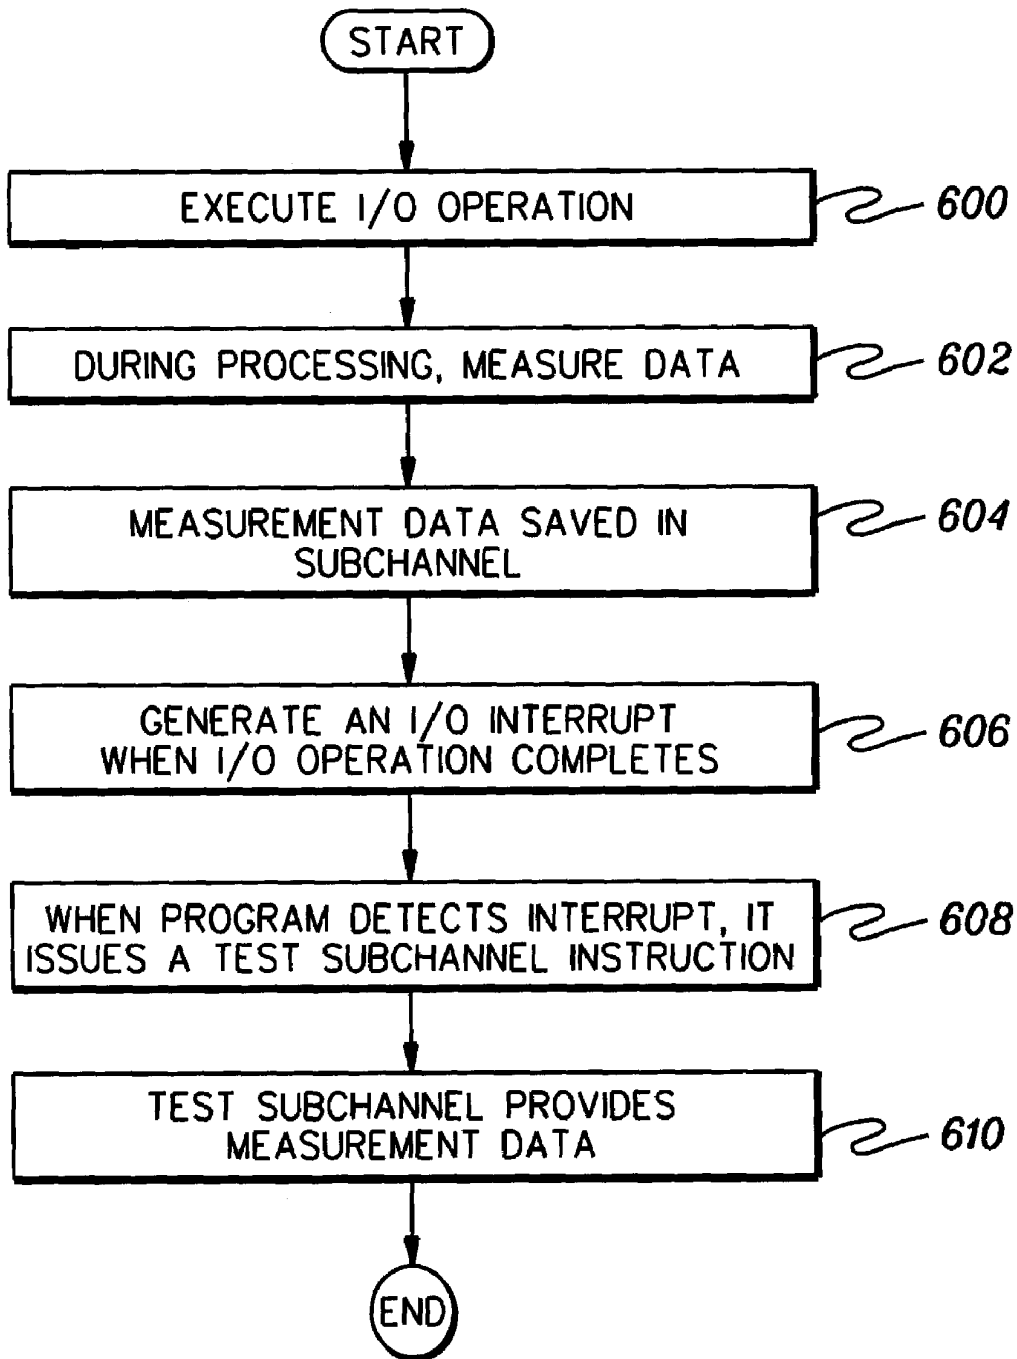 START
EXECUTE I/O OPERATION
600
DURING PROCESSING, MEASURE DATA
602
MEASUREMENT DATA SAVED IN
SUBCHANNEL
604
GENERATE AN I/O INTERRUPT
WHEN I/O OPERATION COMPLETES
606
WHEN PROGRAM DETECTS INTERRUPT, IT
ISSUES A TEST SUBCHANNEL INSTRUCTION
608
TEST SUBCHANNEL PROVIDES
MEASUREMENT DATA
610
END